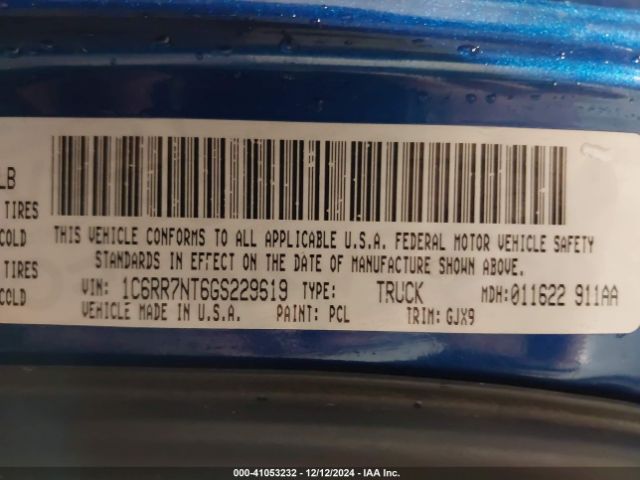 LB
TIRES
COLD
TIRES
COLD
THIS VEHICLE CONFORMS TO ALL APPLICABLE U.S.A. FEDERAL MOTOR VEHICLE SAFETY
STANDARDS IN EFFECT ON THE DATE OF MANUFACTURE SHOWN ABOVE.
VIN: 1C6RR7NT6GS229619 TYPE: TRUCK MDH:011622 911AA
VEHICLE MADE IN U.S.A. PAINT: PCL TRIM: GJX9
000-41053232 - 12/12/2024 - IAA Inc.